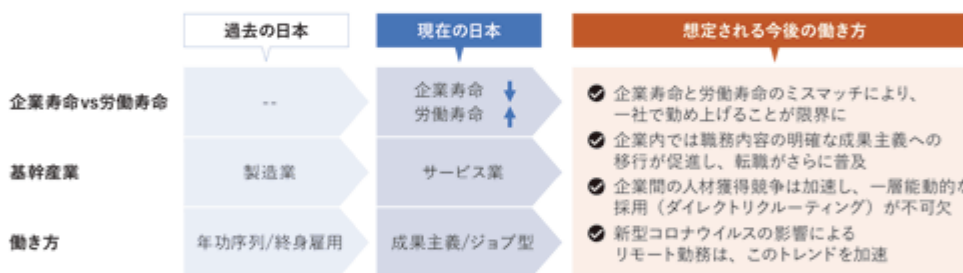 過去の日本
現在の日本
想定される今後の働き方
企業寿命vs労働寿命
--
企業寿命
労働寿命
企業寿命と労働寿命のミスマッチにより、
一社で勤め上げることが限界に
企業内では職務内容の明確な成果主義への
移行が促進し、転職がさらに普及
基幹産業
製造業
サービス業
企業間の人材獲得競争は加速し、一層能動的な
採用（ダイレクトリクルーティング）が不可欠
働き方
年功序列/終身雇用
成果主義/ジョブ型
新型コロナウイルスの影響による
リモート勤務は、このトレンドを加速